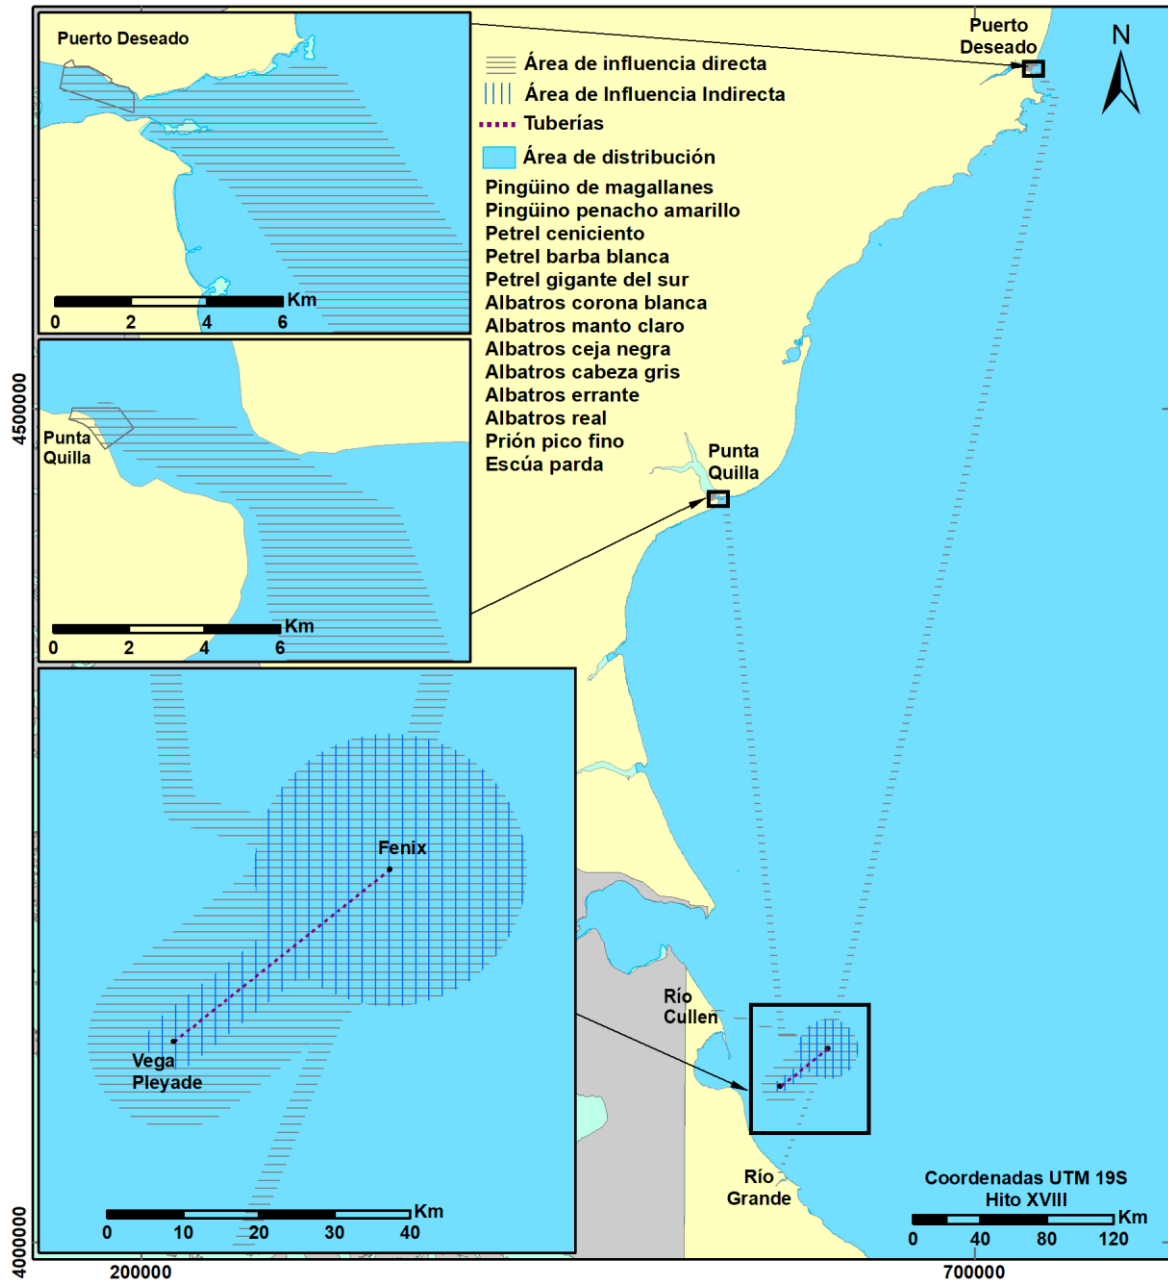 Puerto Deseado
Km
0 2 4 6
Punta
Quilla
Km
0 2 4 6
Fenix
Vega
Pleyade
Km
0 10 20 30 40
Área de influencia directa
Área de Influencia Indirecta
Tuberías
Área de distribución
Pingüino de magallanes
Pingüino penacho amarillo
Petrel ceniciento
Petrel barba blanca
Petrel gigante del sur
Albatros corona blanca
Albatros manto claro
Albatros ceja negra
Albatros cabeza gris
Albatros errante
Albatros real
Prión pico fino
Escúa parda
Puerto
Deseado
N
Punta
Quilla
Río
Cullen
Río
Grande
Coordenadas UTM 19S
Hito XVIII
Km
0 40 80 120
4500000
4000000
200000
700000